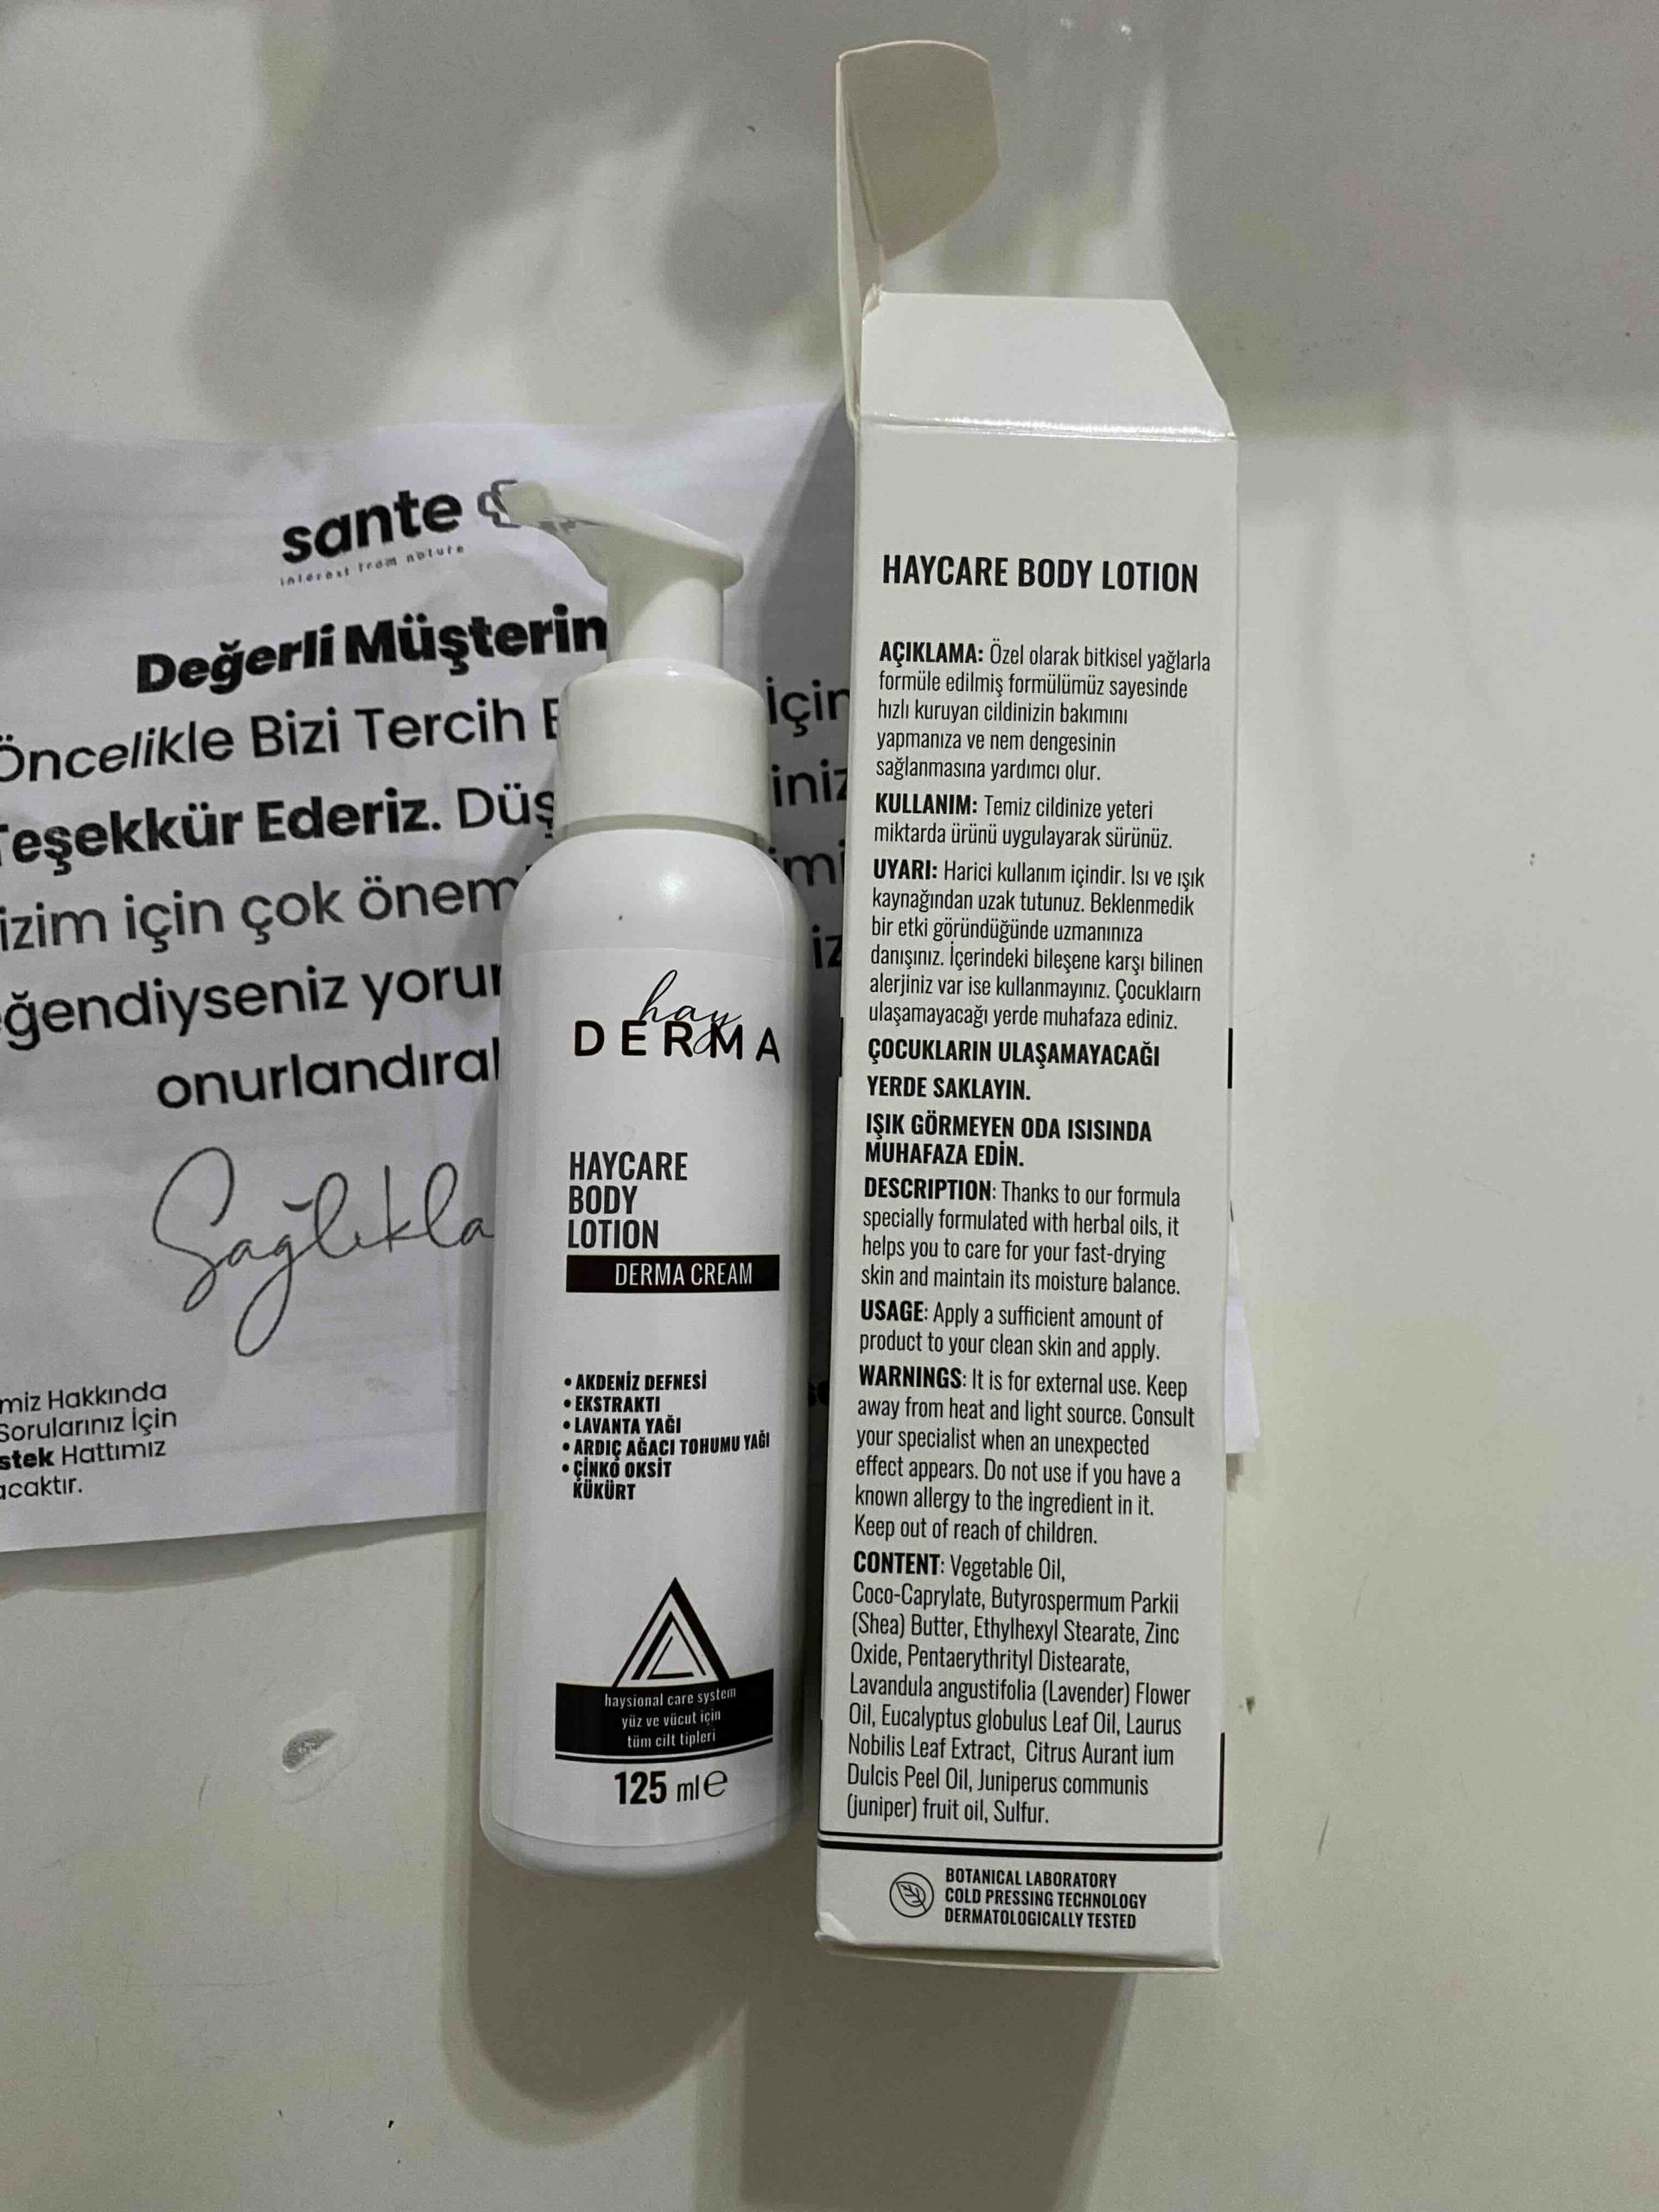 sante
interest from nature
Değerli Müşterin
Öncelikle Bizi Tercih E
İçin
Teşekkür Ederiz. Düş
iniz
izim için çok önem
imi
ğendiyseniz yorur
iz
onurlandıral
Sağlıkla
miz Hakkında
Sorularınız İçin
stek Hattımız
acaktır.
hay
DERMA
HAYCARE
BODY
LOTION
DERMA CREAM
• AKDENİZ DEFNESİ
• EKSTRAKTI
• LAVANTA YAĞI
• ARDIÇ AĞACI TOHUMU YAĞI
• ÇİNKO OKSİT
KÜKÜRT
haysional care system
yüz ve vücut için
tüm cilt tipleri
125 ml e
HAYCARE BODY LOTION
AÇIKLAMA: Özel olarak bitkisel yağlarla
formüle edilmiş formülümüz sayesinde
hızlı kuruyan cildinizin bakımını
yapmanıza ve nem dengesinin
sağlanmasına yardımcı olur.
KULLANIM: Temiz cildinize yeteri
miktarda ürünü uygulayarak sürünüz.
UYARI: Harici kullanım içindir. Isı ve ışık
kaynağından uzak tutunuz. Beklenmedik
bir etki göründüğünde uzmanınıza
danışınız. İçerindeki bileşene karşı bilinen
alerjiniz var ise kullanmayınız. Çocuklaırn
ulaşamayacağı yerde muhafaza ediniz.
ÇOCUKLARIN ULAŞAMAYACAĞI
YERDE SAKLAYIN.
IŞIK GÖRMEYEN ODA ISISINDA
MUHAFAZA EDİN.
DESCRIPTION: Thanks to our formula
specially formulated with herbal oils, it
helps you to care for your fast-drying
skin and maintain its moisture balance.
USAGE: Apply a sufficient amount of
product to your clean skin and apply.
WARNINGS: It is for external use. Keep
away from heat and light source. Consult
your specialist when an unexpected
effect appears. Do not use if you have a
known allergy to the ingredient in it.
Keep out of reach of children.
CONTENT: Vegetable Oil,
Coco-Caprylate, Butyrospermum Parkii
(Shea) Butter, Ethylhexyl Stearate, Zinc
Oxide, Pentaerythrityl Distearate,
Lavandula angustifolia (Lavender) Flower
Oil, Eucalyptus globulus Leaf Oil, Laurus
Nobilis Leaf Extract, Citrus Aurant ium
Dulcis Peel Oil, Juniperus communis
(juniper) fruit oil, Sulfur.
BOTANICAL LABORATORY
COLD PRESSING TECHNOLOGY
DERMATOLOGICALLY TESTED